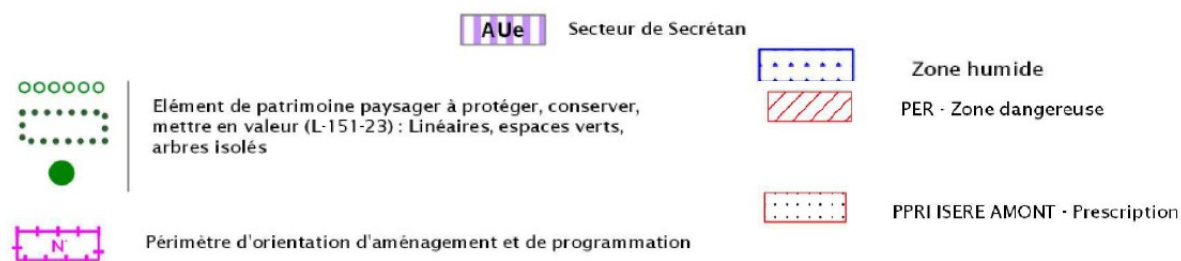 AUe Secteur de Secrétan
Zone humide
PER - Zone dangereuse
Elément de patrimoine paysager à protéger, conserver,
mettre en valeur (L-151-23) : Linéaires, espaces verts,
arbres isolés
PPRI ISERE AMONT - Prescription
N° Périmètre d'orientation d'aménagement et de programmation